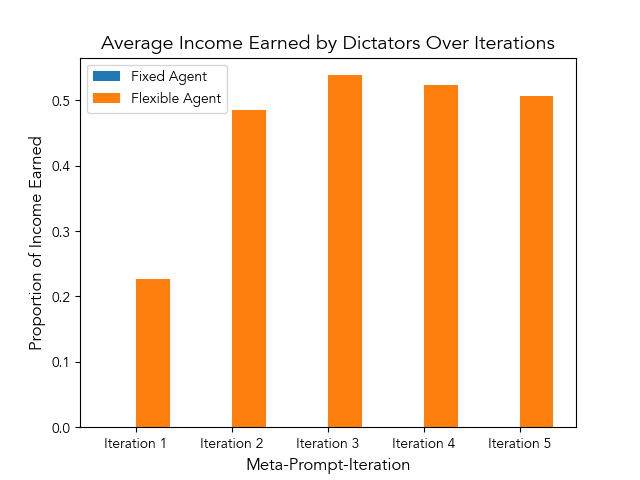 Average Income Earned by Dictators Over Iterations
Fixed Agent
Flexible Agent
Proportion of Income Earned
0.5
0.4
0.3
0.2
0.1
0.0
Iteration 1
Iteration 2
Iteration 3
Iteration 4
Iteration 5
Meta-Prompt-Iteration